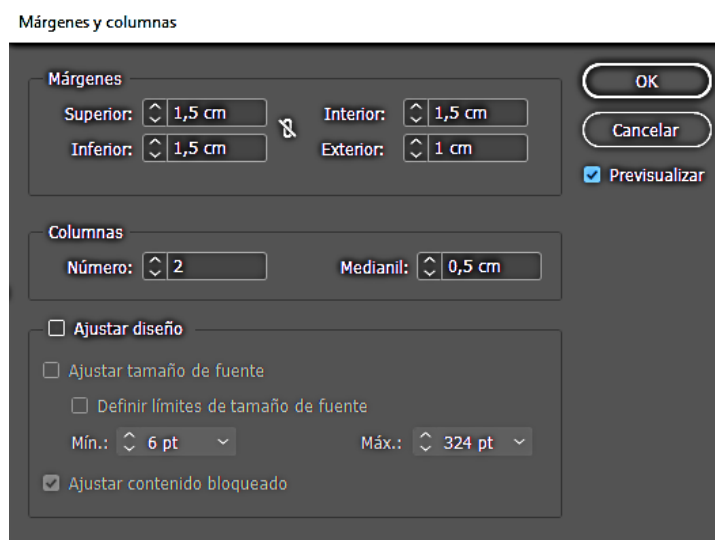 Márgenes y columnas
Márgenes
Superior: 1,5 cm Interior: 1,5 cm
Inferior: 1,5 cm Exterior: 1 cm
OK
Cancelar
Previsualizar
Columnas
Número: 2 Medianil: 0,5 cm
Ajustar diseño
Ajustar tamaño de fuente
Definir límites de tamaño de fuente
Mín.: 6 pt Máx.: 324 pt
Ajustar contenido bloqueado